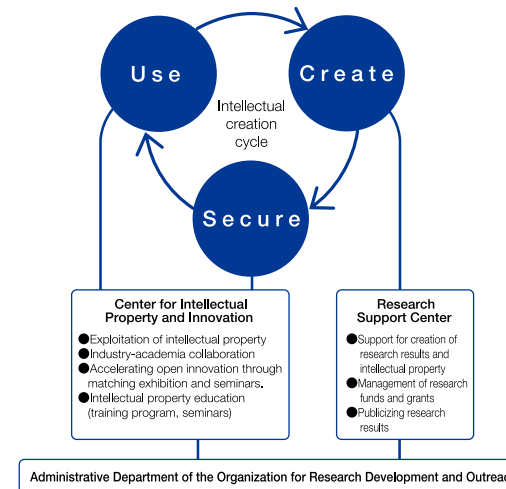 Use
Create
Intellectual
creation
cycle
Secure
Center for Intellectual
Property and Innovation
●Exploitation of intellectual property
●Industry-academia collaboration
●Accelerating open innovation through
matching exhibition and seminars.
●Intellectual property education
(training program, seminars)
Research
Support Center
●Support for creation of
research results and
intellectual property
●Management of research
funds and grants
●Publicizing research
results
Administrative Department of the Organization for Research Development and Outreac